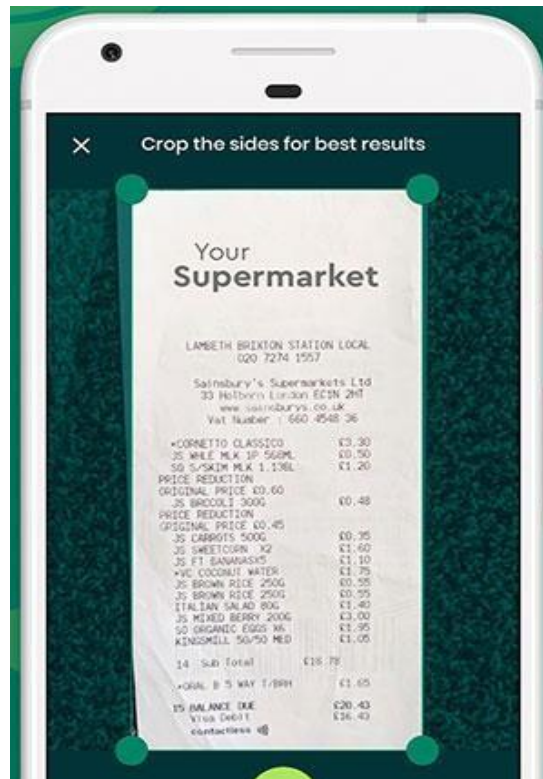 Crop the sides for best results
Your
Supermarket
LAMBETH BRIXTON STATION LOCAL
020 7274 1557
Sainsbury's Supermarkets Ltd
33 Holborn London EC1N 2HT
www.sainsburys.co.uk
Vat Number : 660 4548 36
*CORNETTO CLASSICO £3.30
JS WHLE MLK 1P 568ML £0.50
SO S/SKIM MLK 1.136L £1.20
PRICE REDUCTION
ORIGINAL PRICE £0.60
JS BROCCOLI 300G £0.48
PRICE REDUCTION
ORIGINAL PRICE £0.45
JS CARROTS 500G £0.35
JS SWEETCORN X2 £1.60
JS FT BANANASX5 £1.10
*VC COCONUT WATER £1.75
JS BROWN RICE 250G £0.55
JS BROWN RICE 250G £0.55
ITALIAN SALAD 80G £1.40
JS MIXED BERRY 200G £3.00
SO ORGANIC EGGS X6 £1.95
KINGSMILL 50/50 MED £1.05
14 Sub Total £18.78
*ORAL B 5 WAY T/BRH £1.65
15 BALANCE DUE £20.43
Visa Debit £16.43
contactless